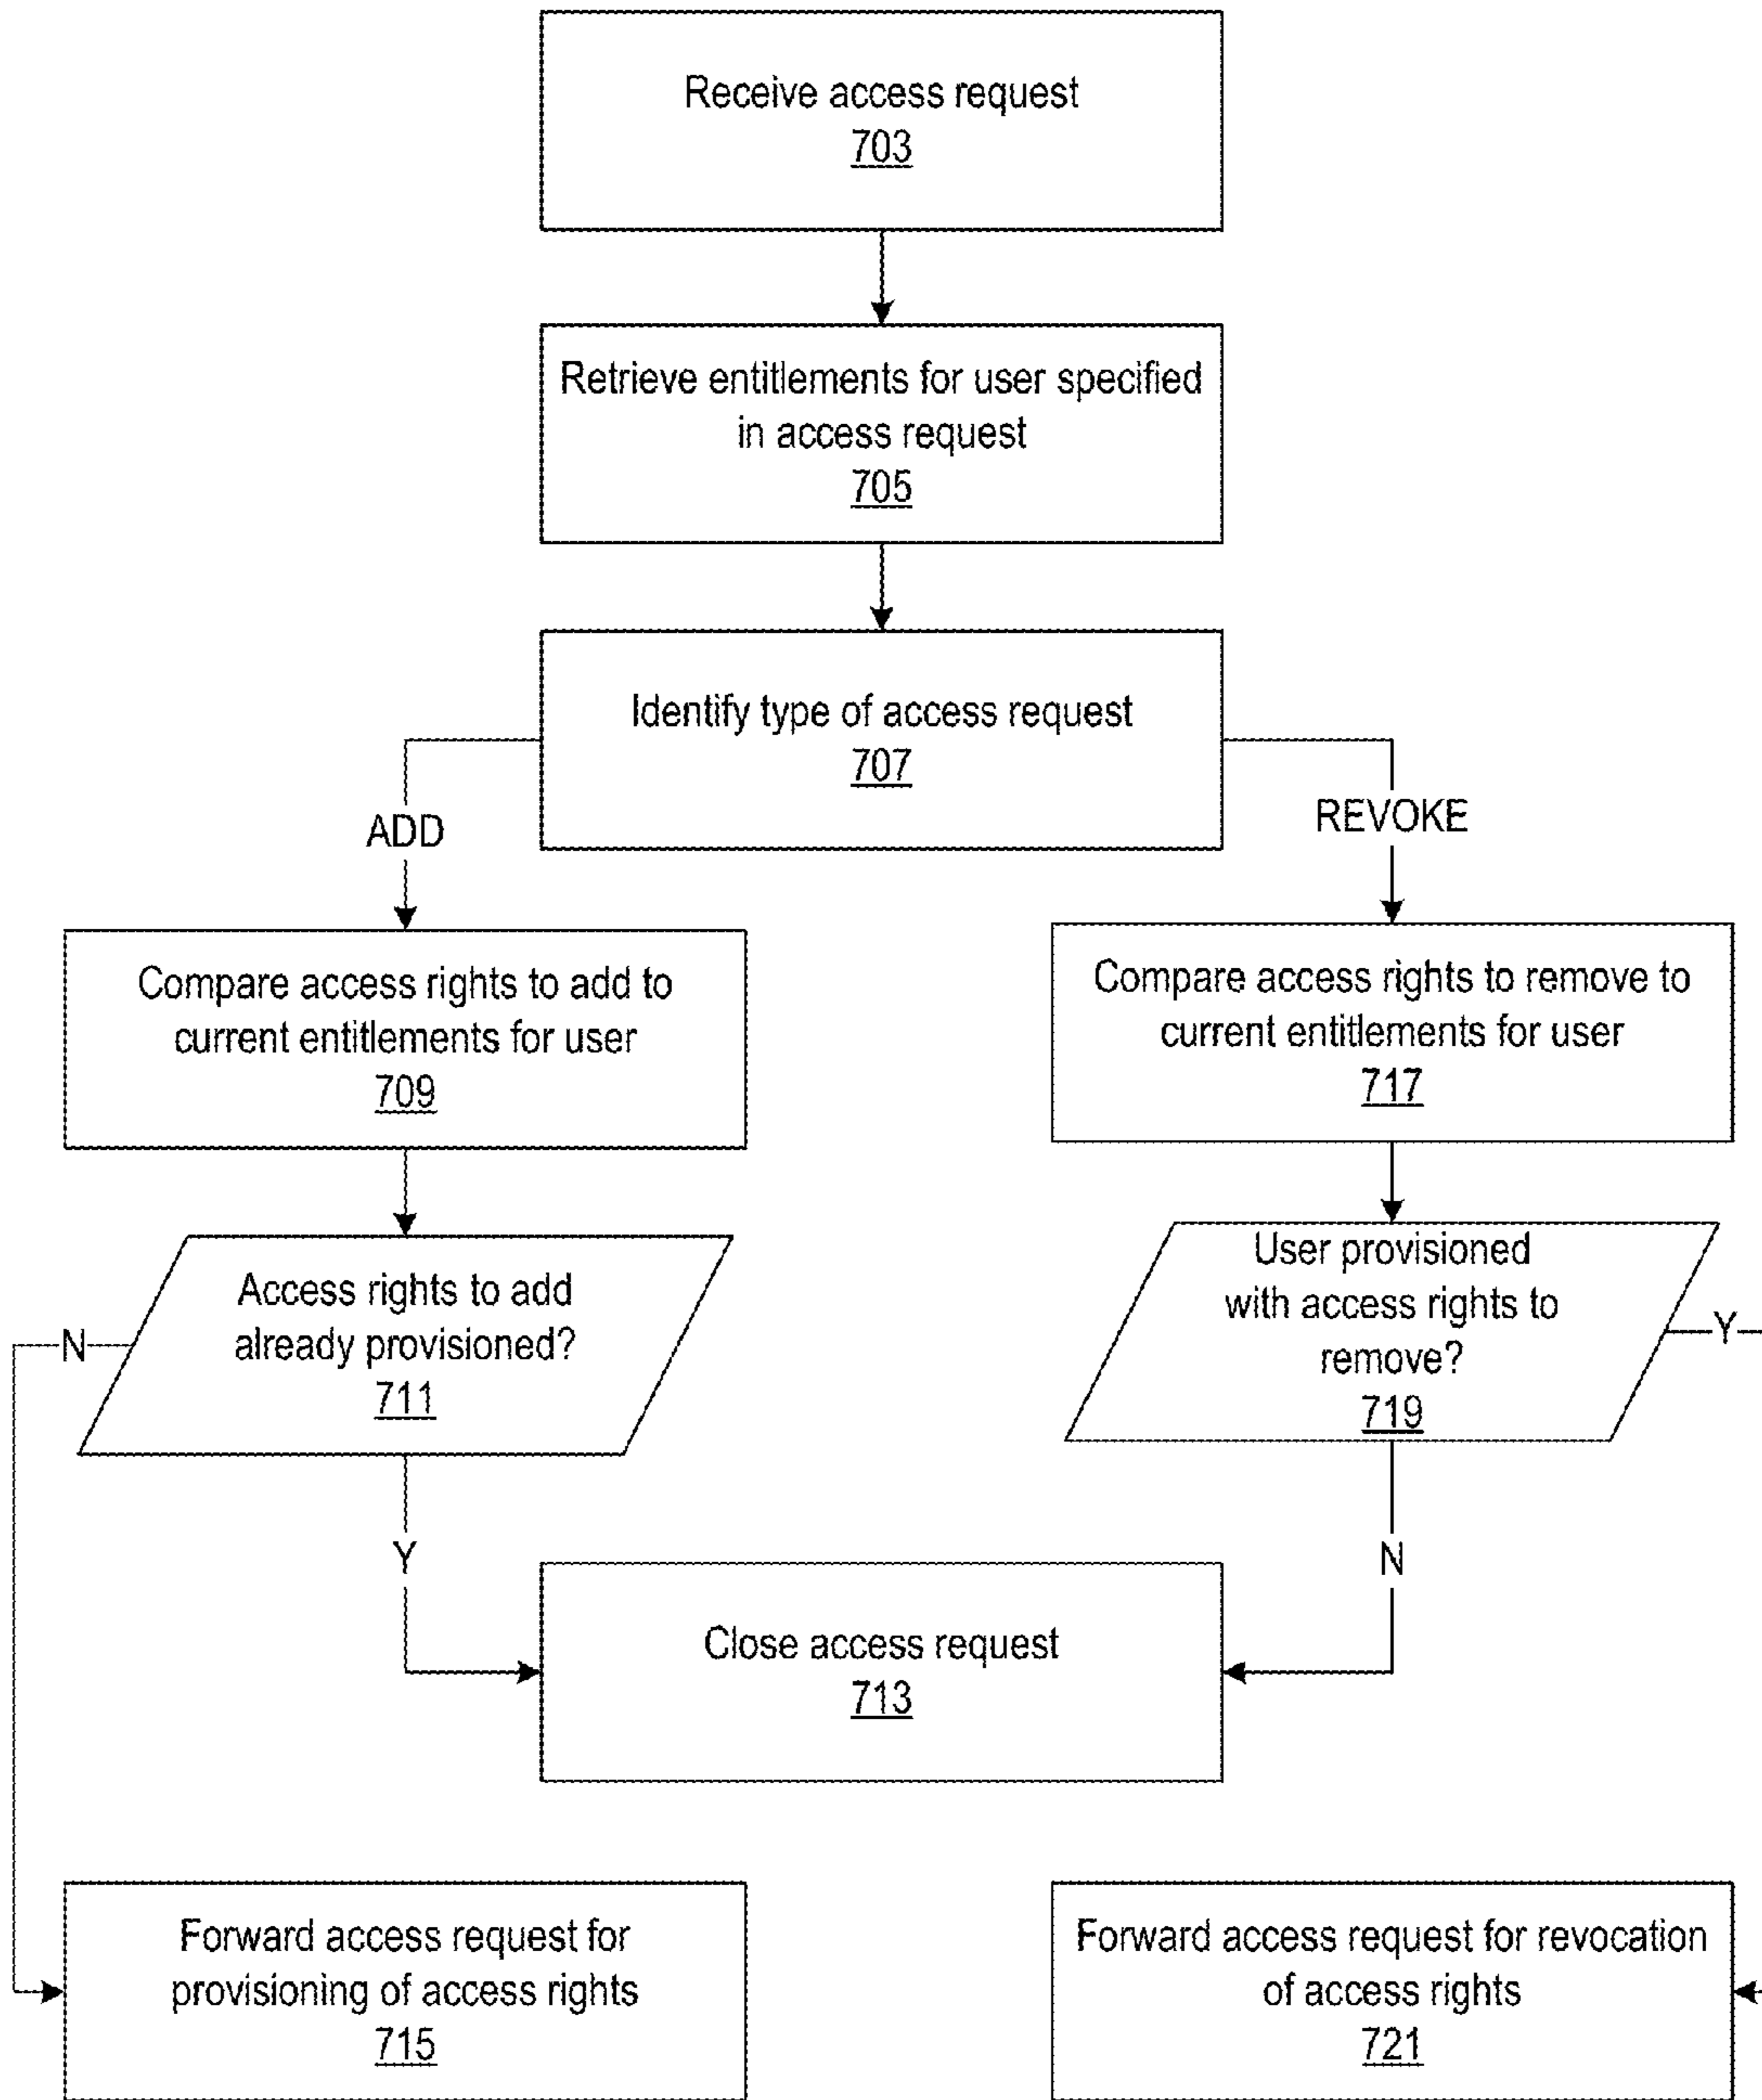 Receive access request
703
Retrieve entitlements for user specified
in access request
705
Identify type of access request
707
ADD
REVOKE
Compare access rights to add to
current entitlements for user
709
Compare access rights to remove to
current entitlements for user
717
Access rights to add
already provisioned?
711
N
User provisioned
with access rights to
remove?
719
Y
Y
N
Close access request
713
Forward access request for
provisioning of access rights
715
Forward access request for revocation
of access rights
721